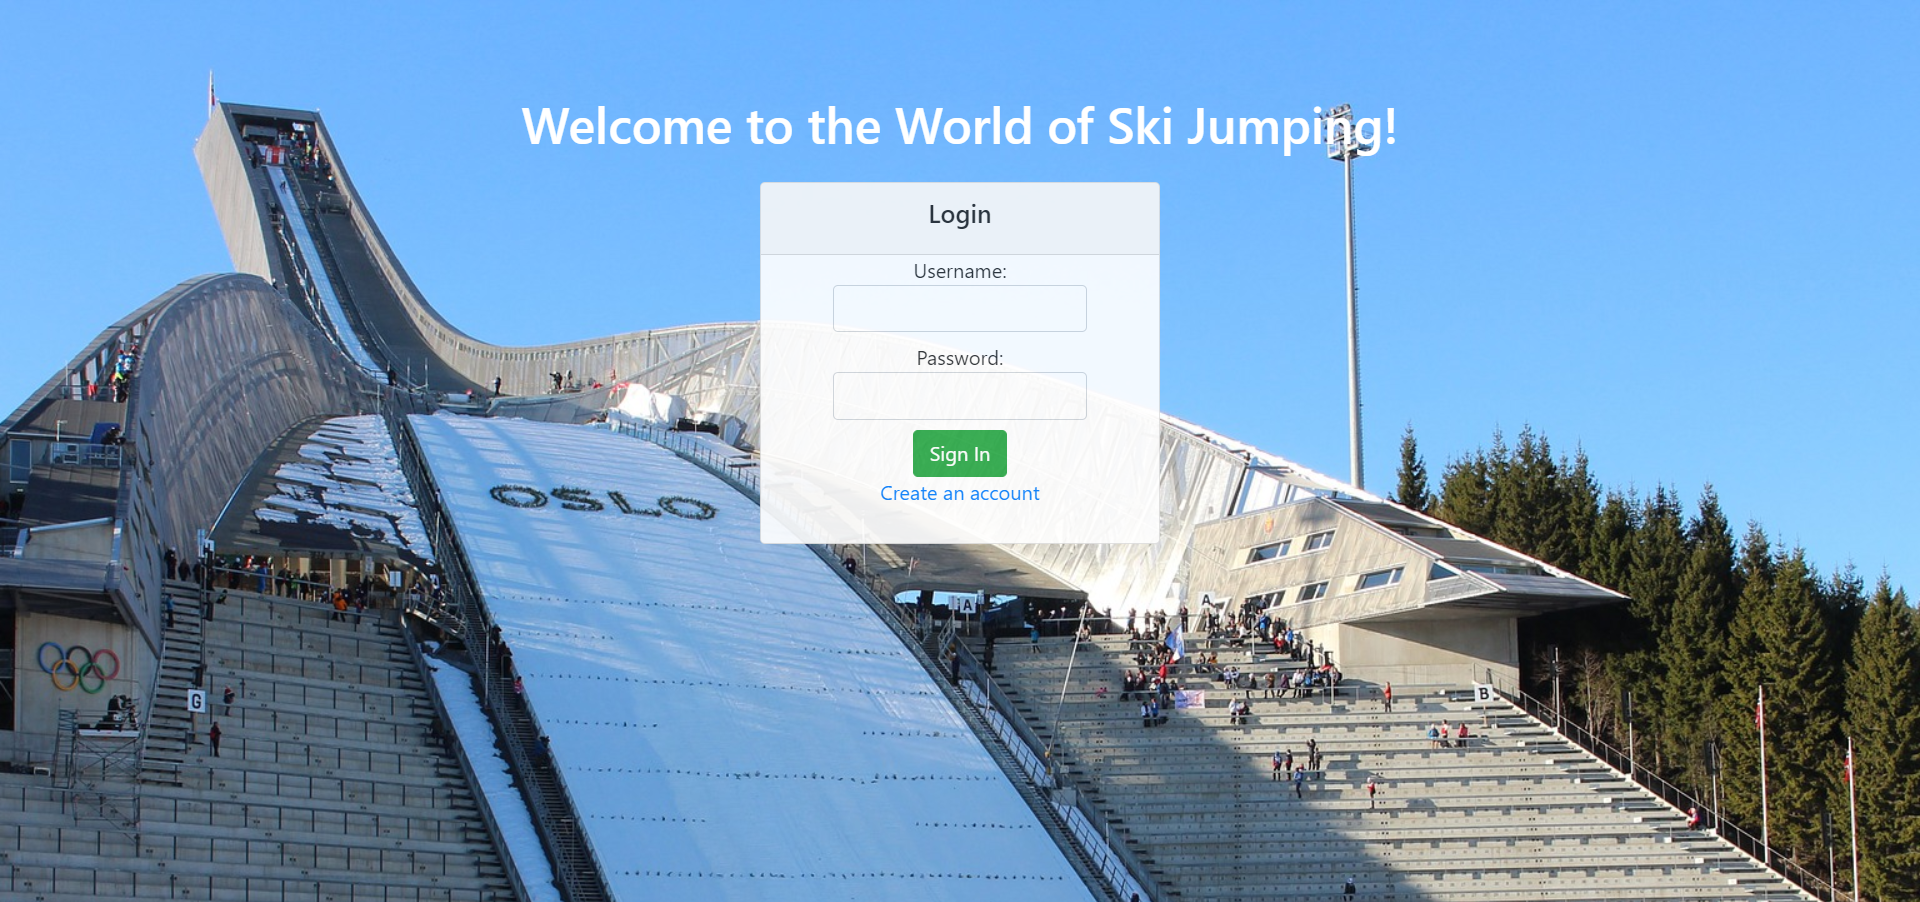 Welcome to the World of Ski Jumping!
Login
Username:
Password:
Sign In
Create an account
OSLO
A
A
G
B